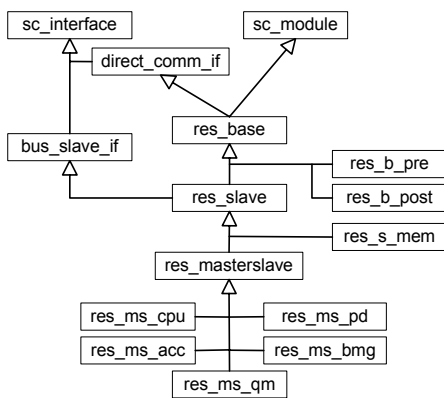 sc_interface
sc_module
direct_comm_if
res_base
bus_slave_if
res_b_pre
res_slave
res_b_post
res_s_mem
res_masterslave
res_ms_cpu
res_ms_pd
res_ms_acc
res_ms_bmg
res_ms_qm